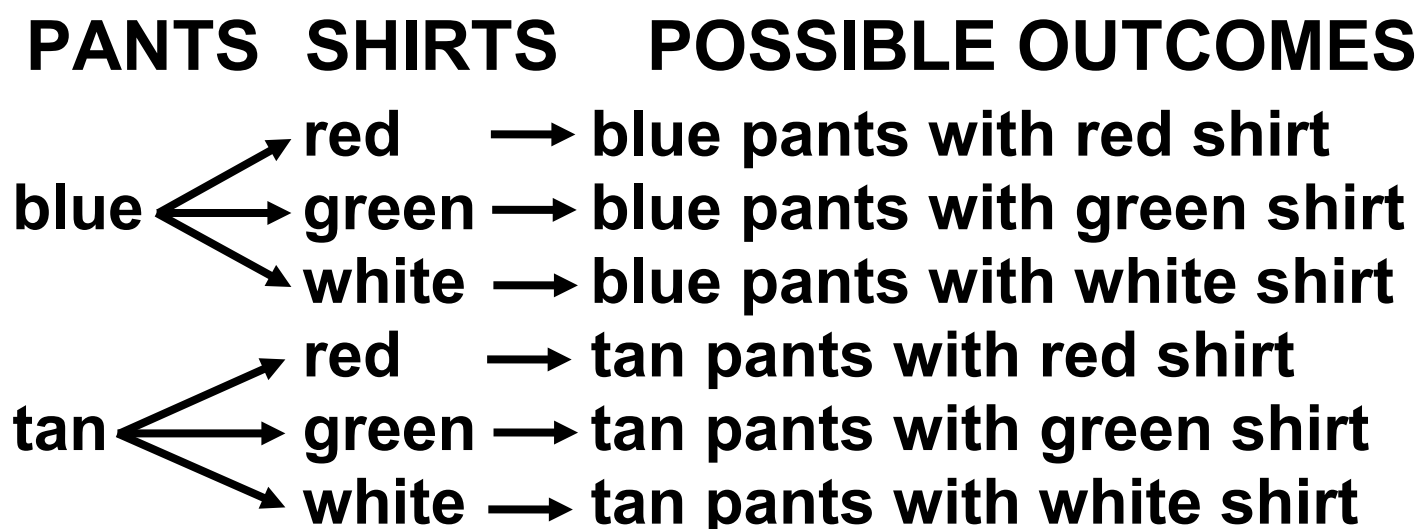 PANTS SHIRTS POSSIBLE OUTCOMES
red blue pants with red shirt
blue green blue pants with green shirt
white blue pants with white shirt
red tan pants with red shirt
tan green tan pants with green shirt
white tan pants with white shirt